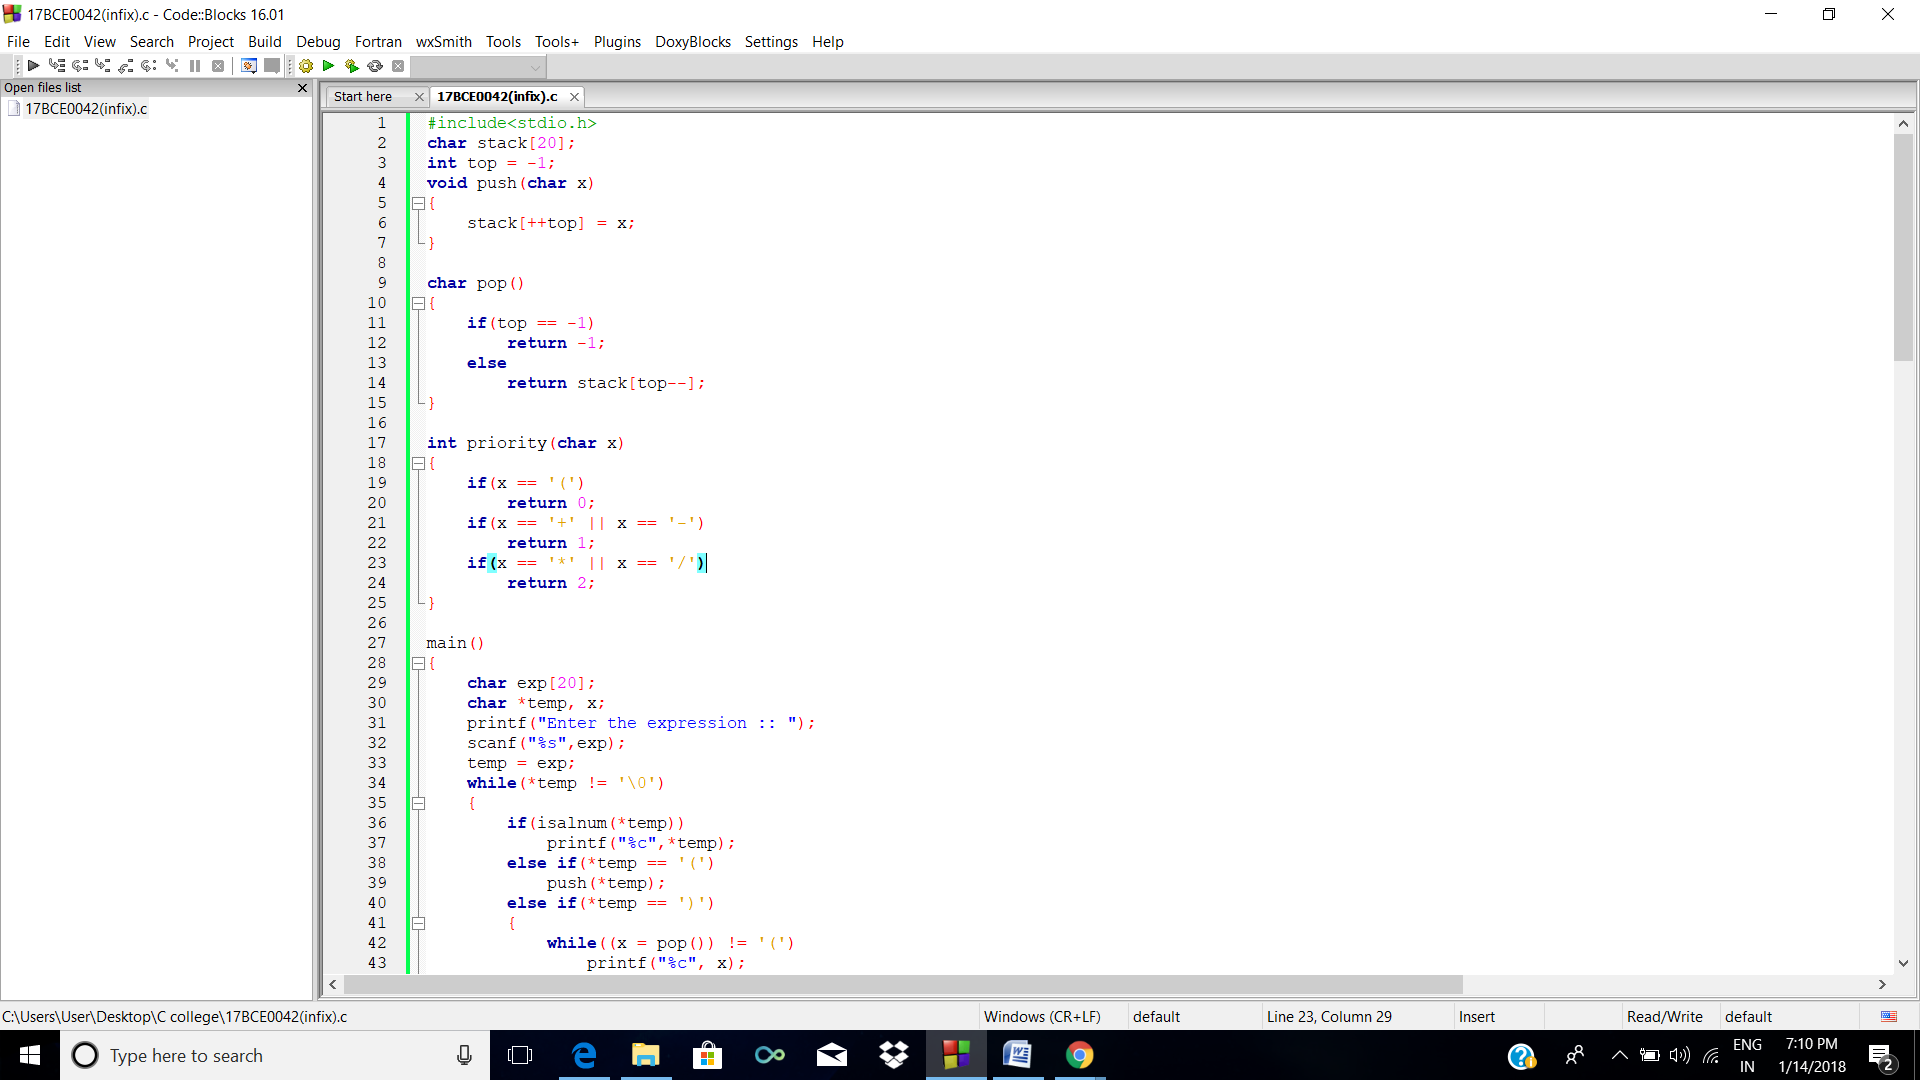 17BCE0042(infix).c - Code::Blocks 16.01
File Edit View Search Project Build Debug Fortran wxSmith Tools Tools+ Plugins DoxyBlocks Settings Help
Open files list
17BCE0042(infix).c
Start here 17BCE0042(infix).c
1 #include<stdio.h>
2 char stack[20];
3 int top = -1;
4 void push(char x)
5 {
6     stack[++top] = x;
7 }
8
9 char pop()
10 {
11     if(top == -1)
12         return -1;
13     else
14         return stack[top--];
15 }
16
17 int priority(char x)
18 {
19     if(x == '(')
20         return 0;
21     if(x == '+' || x == '-')
22         return 1;
23     if(x == '*' || x == '/')
24         return 2;
25 }
26
27 main()
28 {
29     char exp[20];
30     char *temp, x;
31     printf("Enter the expression :: ");
32     scanf("%s",exp);
33     temp = exp;
34     while(*temp != '\0')
35     {
36         if(isalnum(*temp))
37             printf("%c",*temp);
38         else if(*temp == '(')
39             push(*temp);
40         else if(*temp == ')')
41         {
42             while((x = pop()) != '(')
43                 printf("%c", x);
C:\Users\User\Desktop\C college\17BCE0042(infix).c Windows (CR+LF) default Line 23, Column 29 Insert Read/Write default
Type here to search
ENG 7:10 PM
IN 1/14/2018 2